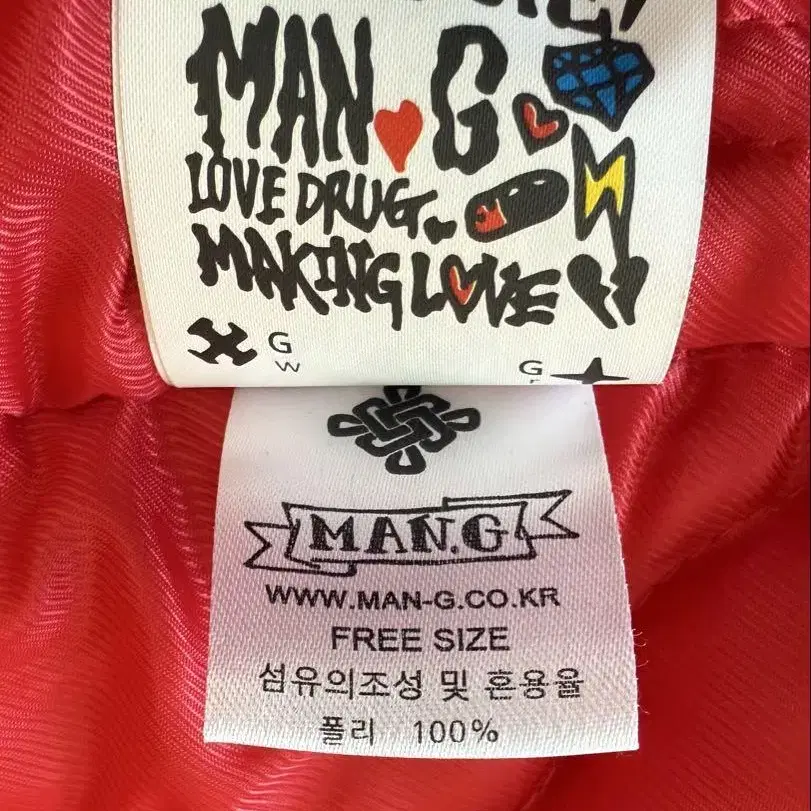 MAN G
LOVE DRUG
MAKING LOVE
G
W
G
MAN.G
WWW.MAN-G.CO.KR
FREE SIZE
섬유의조성 및 혼용율
폴리 100%